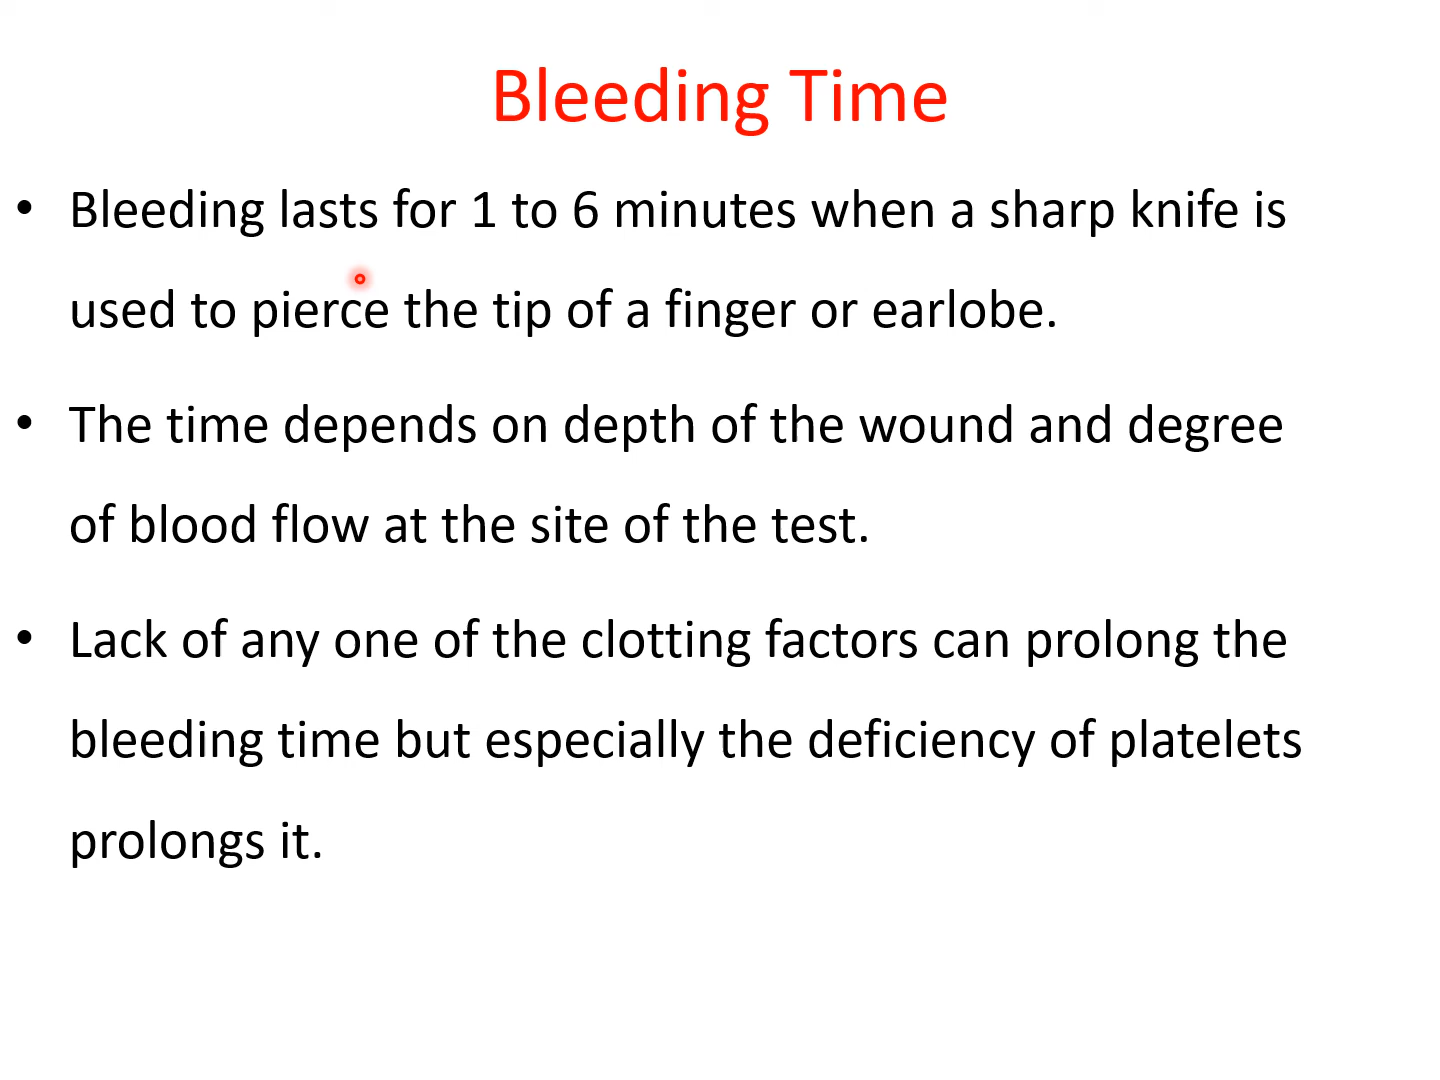 Bleeding Time
• Bleeding lasts for 1 to 6 minutes when a sharp knife is
used to pierce the tip of a finger or earlobe.
• The time depends on depth of the wound and degree
of blood flow at the site of the test.
• Lack of any one of the clotting factors can prolong the
bleeding time but especially the deficiency of platelets
prolongs it.